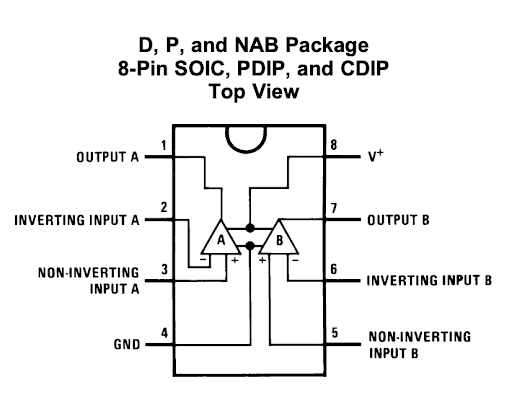 D, P, and NAB Package
8-Pin SOIC, PDIP, and CDIP
Top View
1
OUTPUT A
8
V+
2
INVERTING INPUT A
7
OUTPUT B
A
B
- +
+ -
3
NON-INVERTING
INPUT A
6
INVERTING INPUT B
4
GND
5
NON-INVERTING
INPUT B